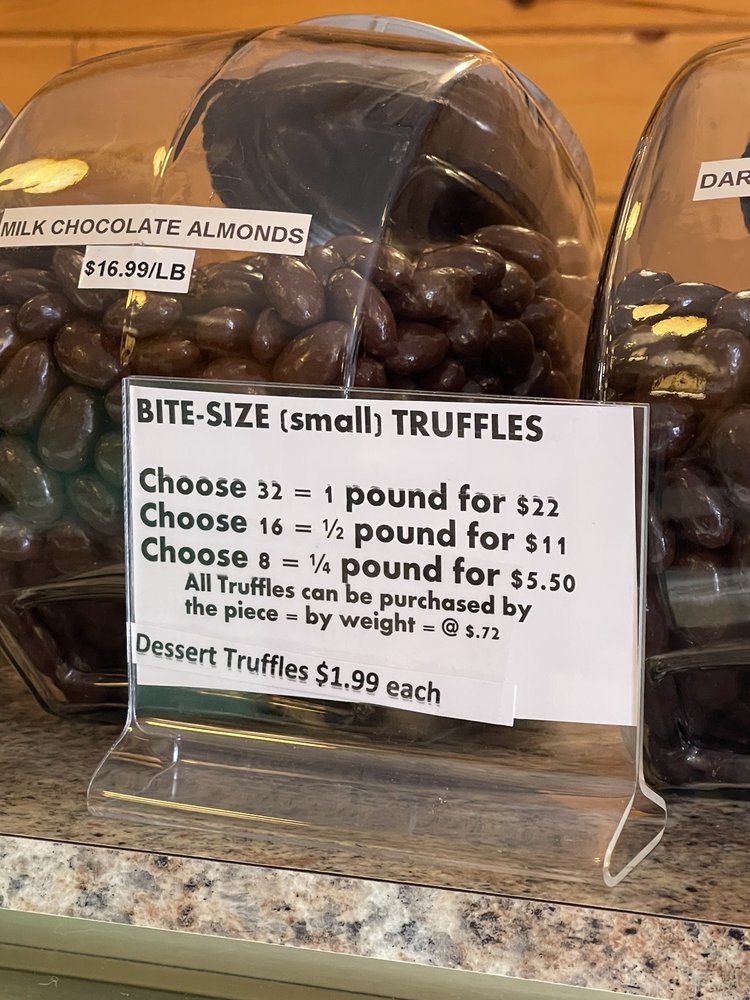 MILK CHOCOLATE ALMONDS
$16.99/LB
DAR
BITE-SIZE (small) TRUFFLES
Choose 32 = 1 pound for $22
Choose 16 = ½ pound for $11
Choose 8 = ¼ pound for $5.50
All Truffles can be purchased by
the piece = by weight = @ $.72
Dessert Truffles $1.99 each